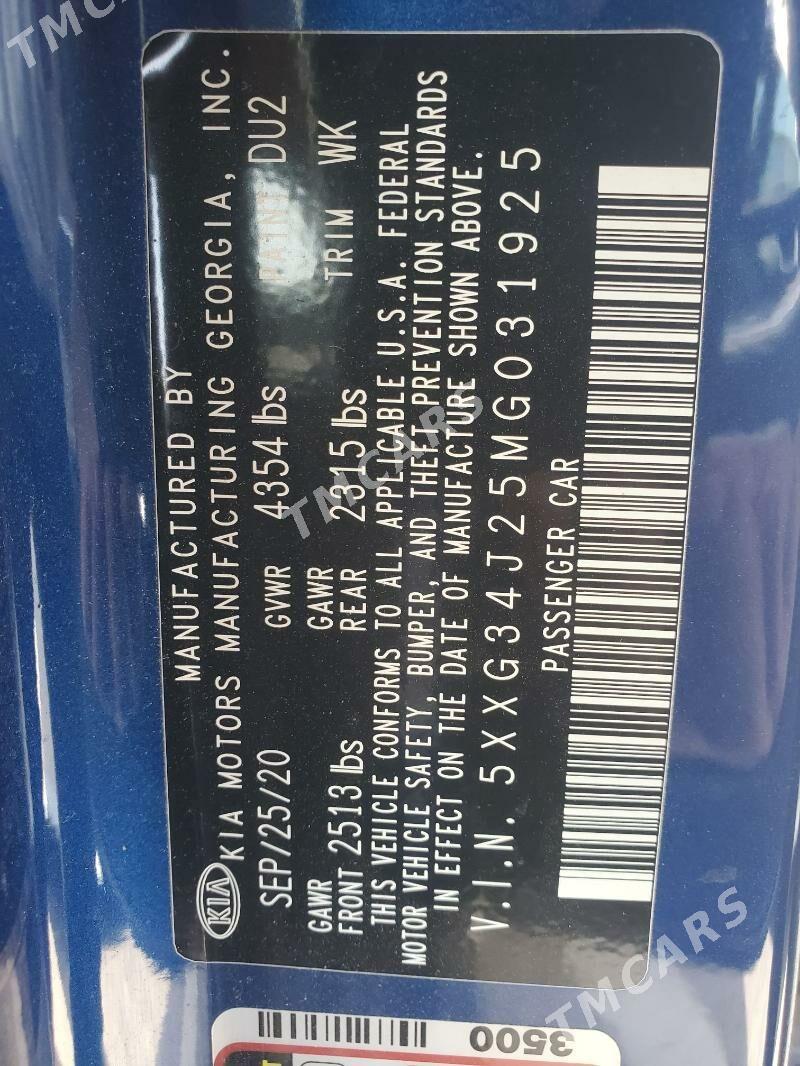 MANUFACTURED BY
KIA KIA MOTORS MANUFACTURING GEORGIA, INC.
SEP/25/20 GVWR 4354 lbs PAINT DU2
GAWR FRONT 2513 lbs GAWR REAR 2315 lbs TRIM WK
THIS VEHICLE CONFORMS TO ALL APPLICABLE U.S.A. FEDERAL
MOTOR VEHICLE SAFETY, BUMPER, AND THEFT PREVENTION STANDARDS
IN EFFECT ON THE DATE OF MANUFACTURE SHOWN ABOVE.
V.I.N. 5XXG34J25MG031925
PASSENGER CAR
3500
TMCARS
TMCARS
TMCARS